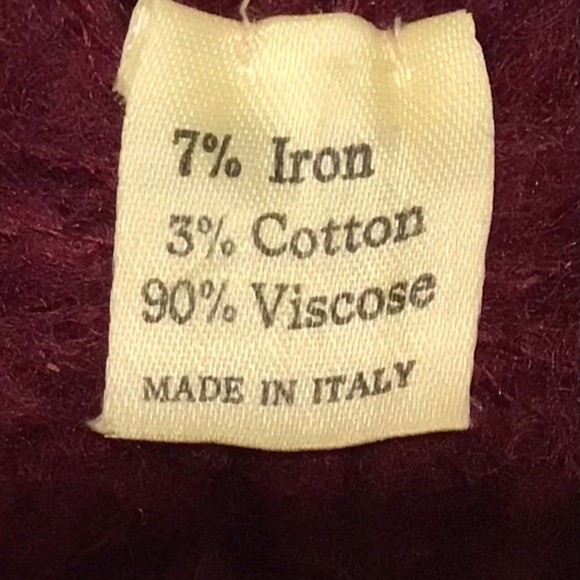 7% Iron
3% Cotton
90% Viscose
MADE IN ITALY